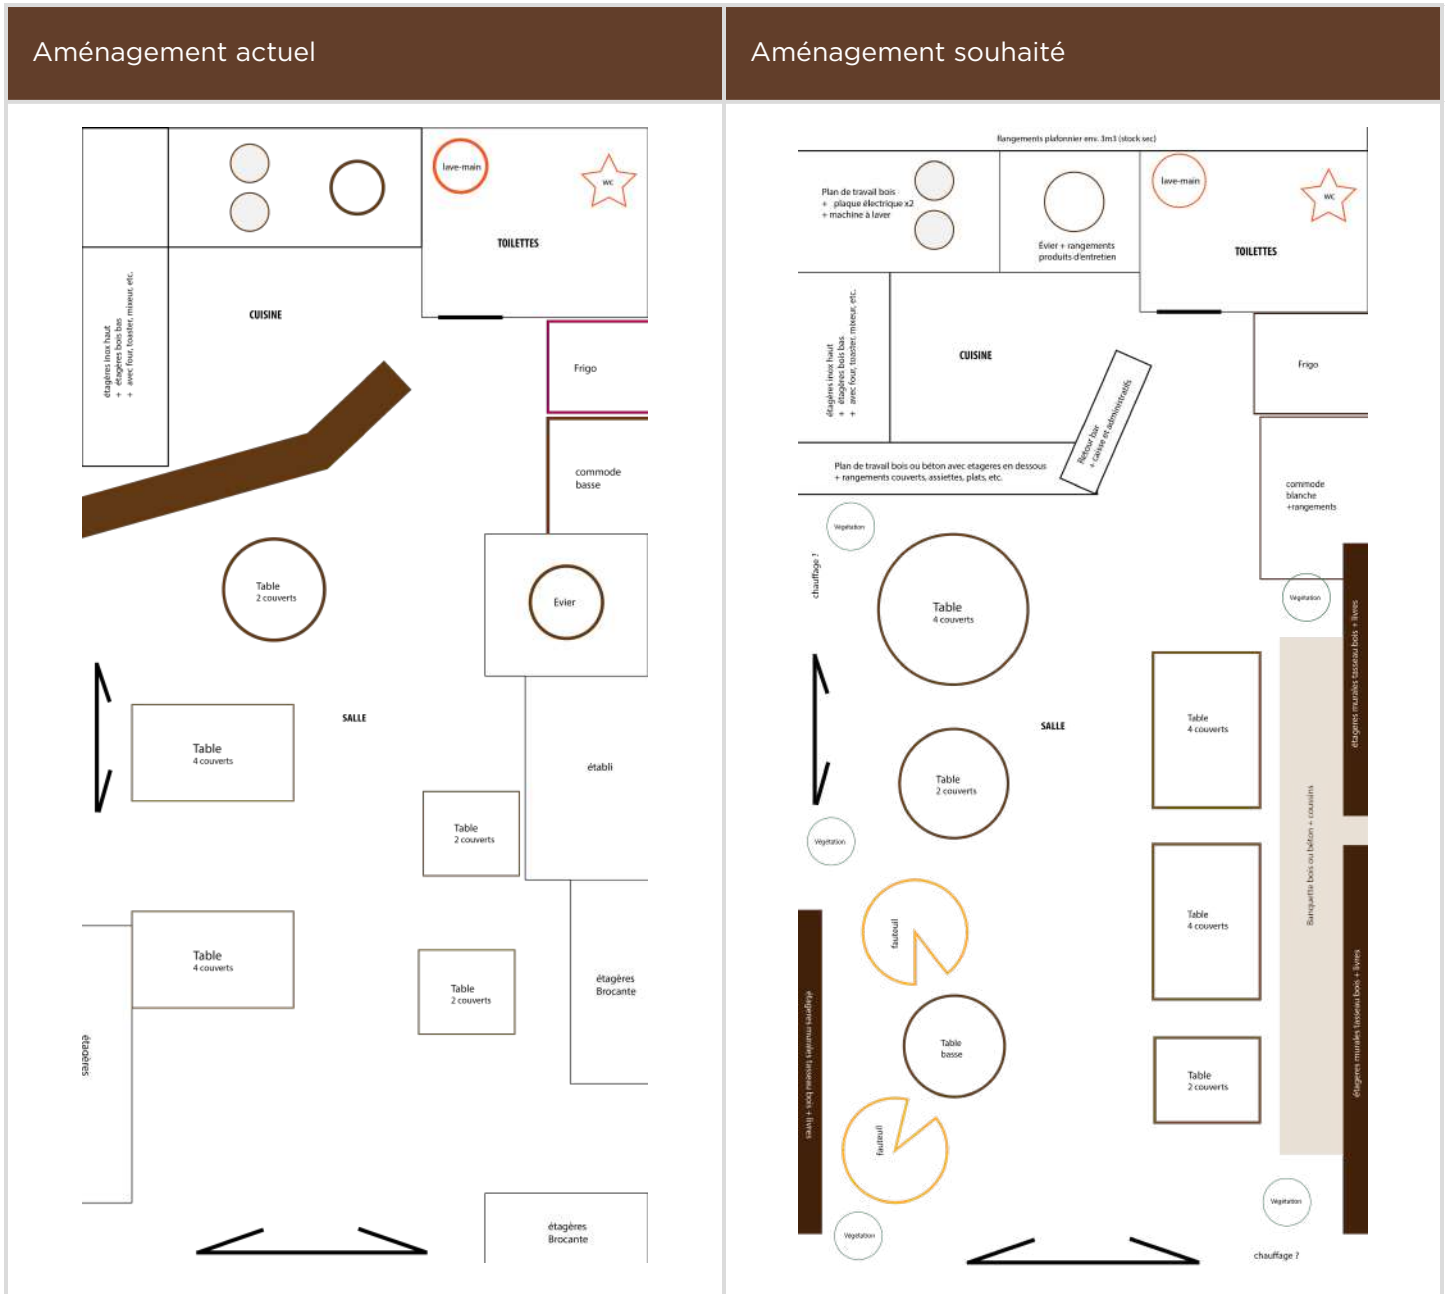 Aménagement actuel
Aménagement souhaité
lave-main
wc
TOILETTES
CUISINE
étagères inox haut
+ étagères bois bas
+ avec four, toaster, mixeur, etc.
Frigo
commode
basse
Table
2 couverts
Evier
SALLE
Table
4 couverts
établi
Table
2 couverts
Table
4 couverts
Table
2 couverts
étagères
Brocante
étagères
étagères
Brocante
Rangements plafonnier env. 3m3 (stock sec)
Plan de travail bois
+ plaque électrique x2
+ machine à laver
Évier + rangements
produits d'entretien
lave-main
wc
TOILETTES
étagères inox haut
+ étagères bois bas
+ avec four, toaster, mixeur, etc.
CUISINE
Retour bar
+ caisse et administratifs
Frigo
Plan de travail bois ou béton avec etageres en dessous
+ rangements couverts, assiettes, plats, etc.
commode
blanche
+rangements
Végétation
chauffage ?
Table
4 couverts
Végétation
étageres murales tasseau bois + livres
SALLE
Table
4 couverts
Table
2 couverts
Banquette bois ou béton + coussins
Végétation
fauteuil
Table
4 couverts
étageres murales tasseau bois + livres
étageres murales tasseau bois + livres
Table
basse
Table
2 couverts
fauteuil
Végétation
Végétation
chauffage ?